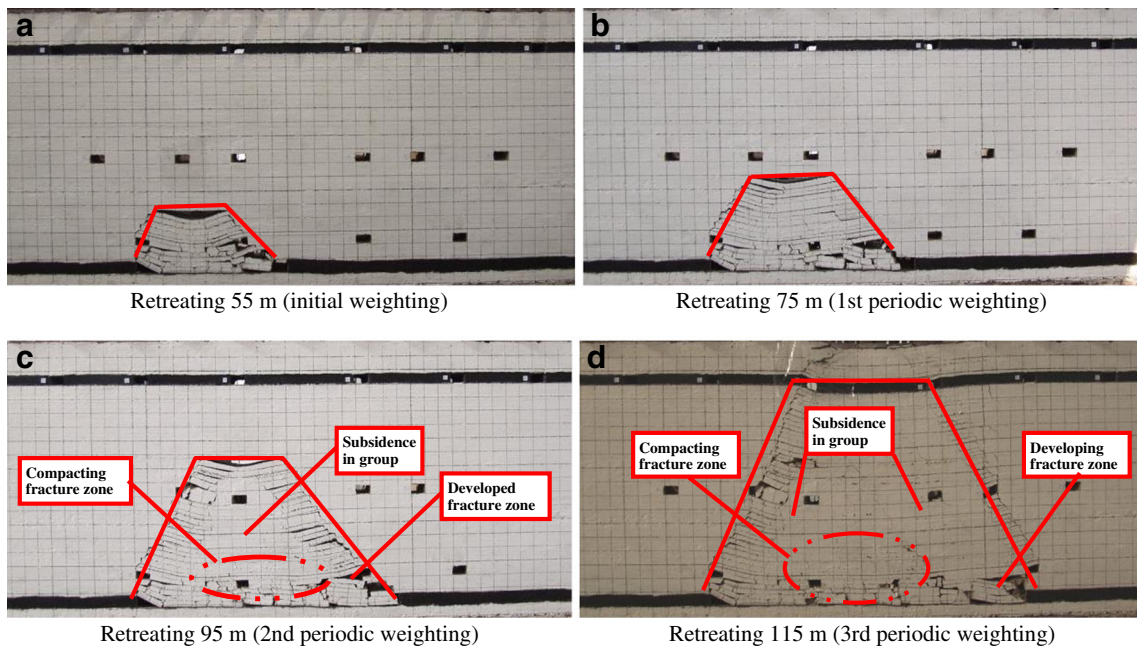 a
b
Retreating 55 m (initial weighting)
Retreating 75 m (1st periodic weighting)
c
d
Compacting
fracture zone
Subsidence
in group
Developed
fracture zone
Compacting
fracture zone
Subsidence
in group
Developing
fracture zone
Retreating 95 m (2nd periodic weighting)
Retreating 115 m (3rd periodic weighting)